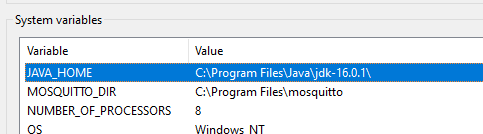 System variables
Variable Value
JAVA_HOME C:\Program Files\Java\jdk-16.0.1\
MOSQUITTO_DIR C:\Program Files\mosquitto
NUMBER_OF_PROCESSORS 8
OS Windows_NT